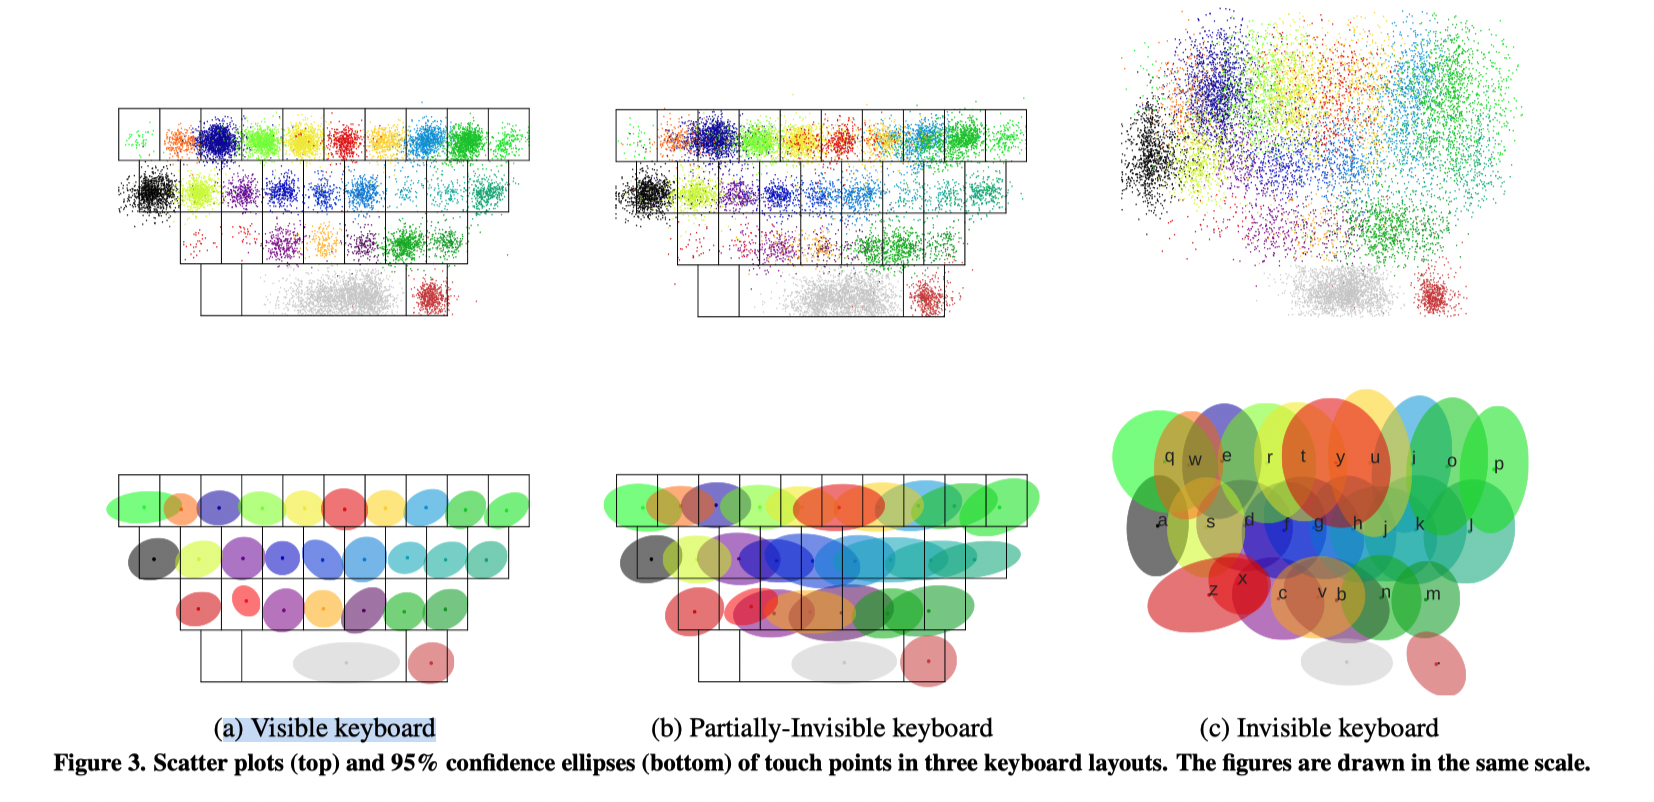 q w e r t y u i o p
a s d f g h j k l
z x c v b n m
(a) Visible keyboard
(b) Partially-Invisible keyboard
(c) Invisible keyboard
Figure 3. Scatter plots (top) and 95% confidence ellipses (bottom) of touch points in three keyboard layouts. The figures are drawn in the same scale.